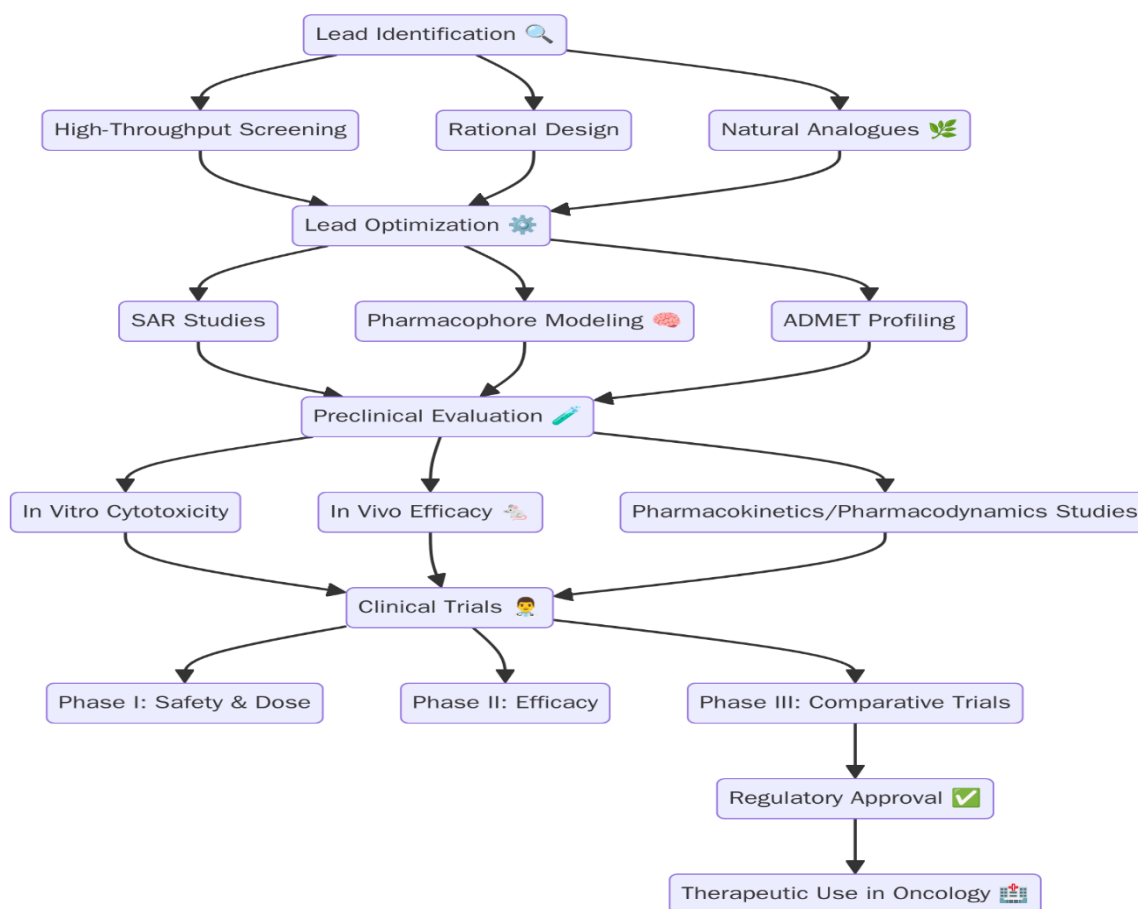 Lead Identification 🔍
High-Throughput Screening
Rational Design
Natural Analogues 🌿
Lead Optimization ⚙️
SAR Studies
Pharmacophore Modeling 🧠
ADMET Profiling
Preclinical Evaluation 🧪
In Vitro Cytotoxicity
In Vivo Efficacy 🐁
Pharmacokinetics/Pharmacodynamics Studies
Clinical Trials 👨‍⚕️
Phase I: Safety & Dose
Phase II: Efficacy
Phase III: Comparative Trials
Regulatory Approval ✅
Therapeutic Use in Oncology 🏥